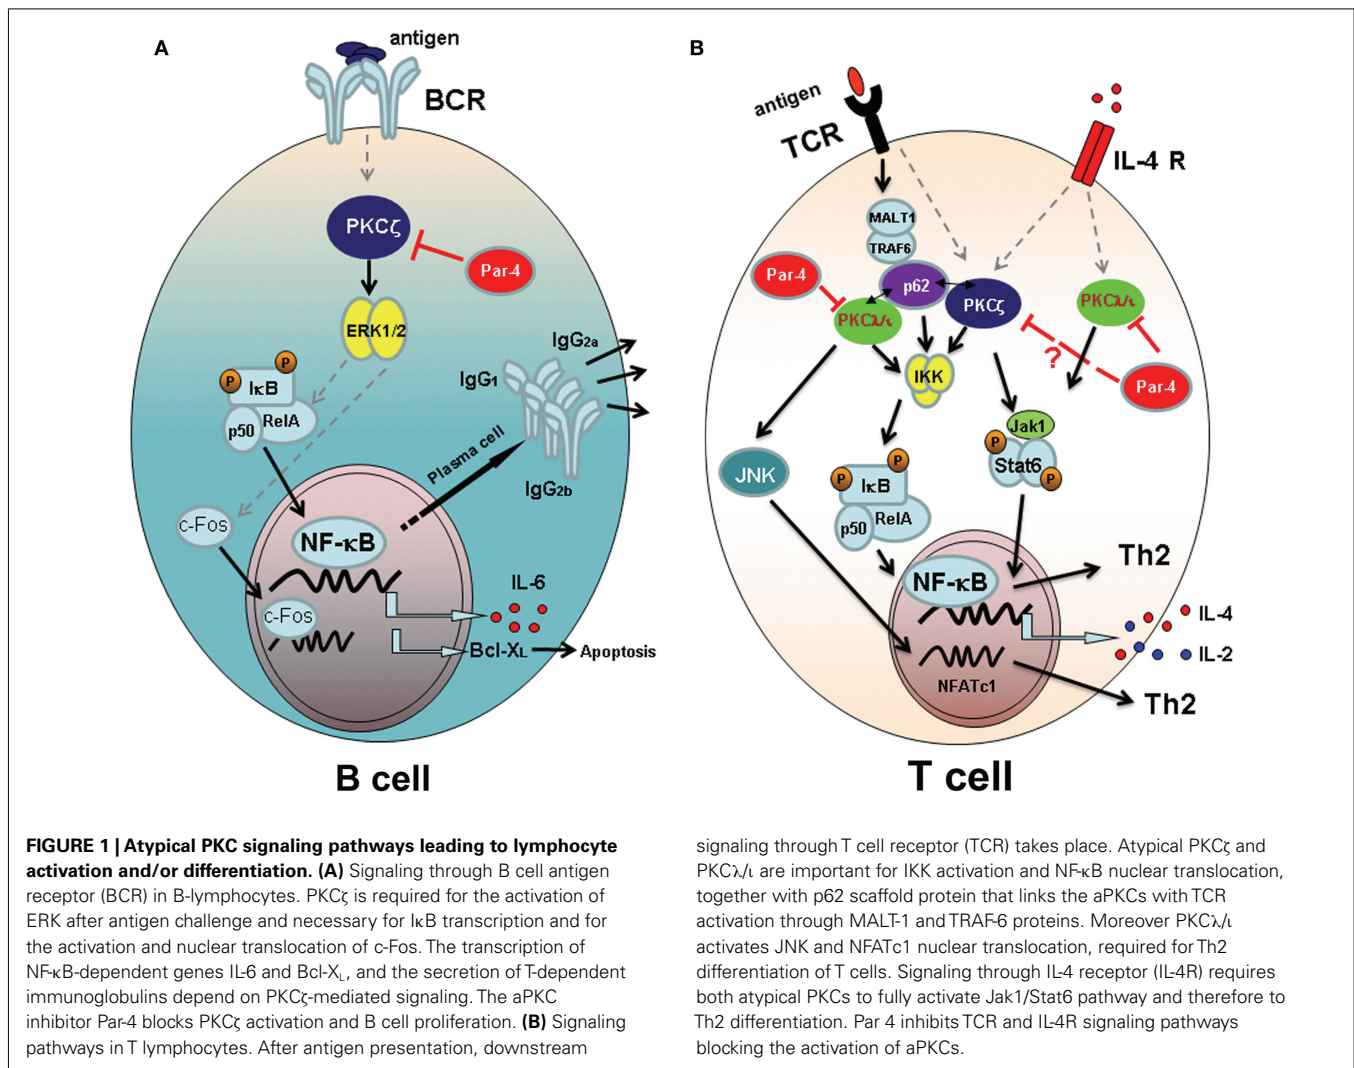 A
antigen
BCR
PKCζ
Par-4
ERK1/2
P
P
IκB
p50
RelA
c-Fos
NF-κB
c-Fos
Plasma cell
IgG2a
IgG1
IgG2b
IL-6
Bcl-XL
Apoptosis
B cell
B
antigen
TCR
IL-4 R
MALT1
TRAF6
p62
Par-4
PKCλ/ι
PKCζ
PKCλ/ι
?
Par-4
IKK
JNK
Jak1
P
Stat6
P
P
P
IκB
p50
RelA
NF-κB
NFATc1
Th2
IL-4
IL-2
Th2
T cell
FIGURE 1 | Atypical PKC signaling pathways leading to lymphocyte
activation and/or differentiation. (A) Signaling through B cell antigen
receptor (BCR) in B-lymphocytes. PKCζ is required for the activation of
ERK after antigen challenge and necessary for IκB transcription and for
the activation and nuclear translocation of c-Fos. The transcription of
NF-κB-dependent genes IL-6 and Bcl-XL, and the secretion of T-dependent
immunoglobulins depend on PKCζ-mediated signaling. The aPKC
inhibitor Par-4 blocks PKCζ activation and B cell proliferation. (B) Signaling
pathways in T lymphocytes. After antigen presentation, downstream
signaling through T cell receptor (TCR) takes place. Atypical PKCζ and
PKCλ/ι are important for IKK activation and NF-κB nuclear translocation,
together with p62 scaffold protein that links the aPKCs with TCR
activation through MALT-1 and TRAF-6 proteins. Moreover PKCλ/ι
activates JNK and NFATc1 nuclear translocation, required for Th2
differentiation of T cells. Signaling through IL-4 receptor (IL-4R) requires
both atypical PKCs to fully activate Jak1/Stat6 pathway and therefore to
Th2 differentiation. Par 4 inhibits TCR and IL-4R signaling pathways
blocking the activation of aPKCs.